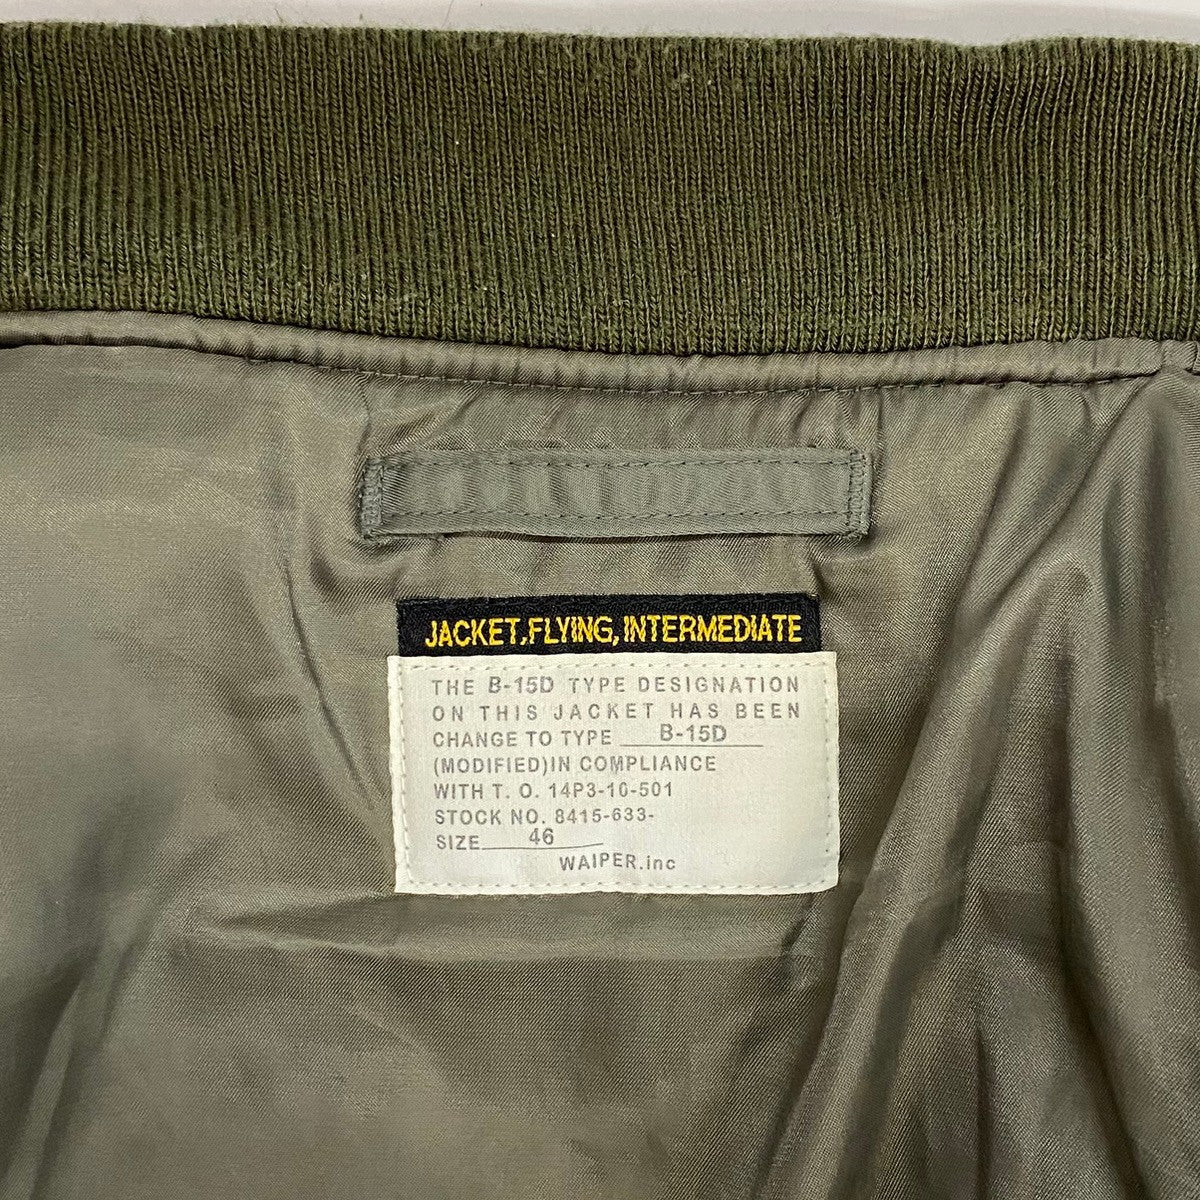 JACKET,FLYING,INTERMEDIATE
THE B-15D TYPE DESIGNATION
ON THIS JACKET HAS BEEN
CHANGE TO TYPE B-15D
(MODIFIED)IN COMPLIANCE
WITH T. O. 14P3-10-501
STOCK NO. 8415-633-
SIZE 46
WAIPER.inc